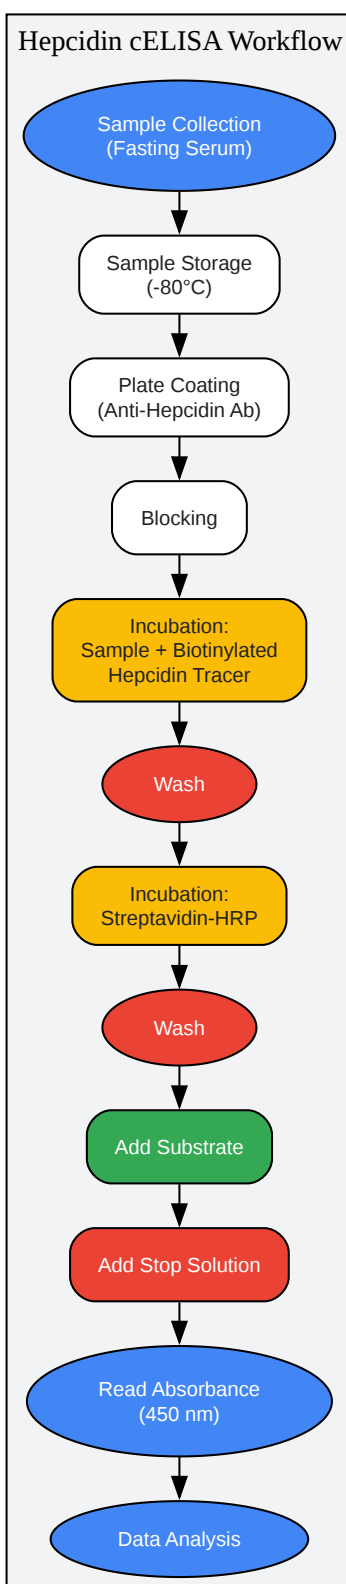 Hepcidin cELISA Workflow
Sample Collection
(Fasting Serum)
Sample Storage
(-80°C)
Plate Coating
(Anti-Hepcidin Ab)
Blocking
Incubation:
Sample + Biotinylated
Hepcidin Tracer
Wash
Incubation:
Streptavidin-HRP
Wash
Add Substrate
Add Stop Solution
Read Absorbance
(450 nm)
Data Analysis